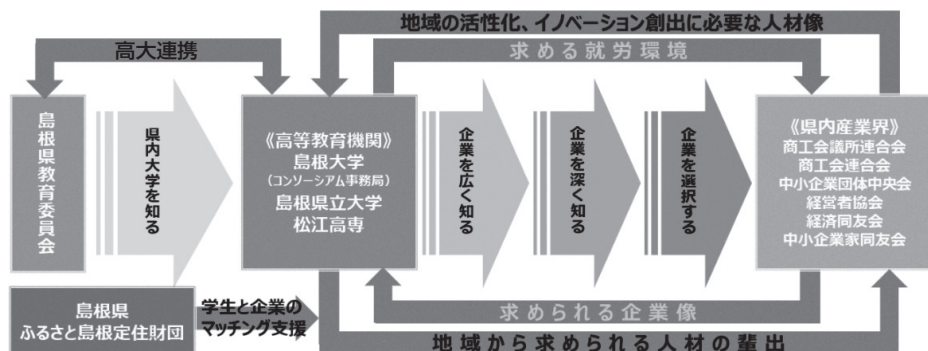 地域の活性化、イノベーション創出に必要な人材像
求める就労環境
高大連携
島根県教育委員会
県内大学を知る
《高等教育機関》
島根大学
(コンソーシアム事務局)
島根県立大学
松江高専
企業を広く知る
企業を深く知る
企業を選択する
《県内産業界》
商工会議所連合会
商工会連合会
中小企業団体中央会
経営者協会
経済同友会
中小企業家同友会
島根県
ふるさと島根定住財団
学生と企業の
マッチング支援
求められる企業像
地域から求められる人材の輩出